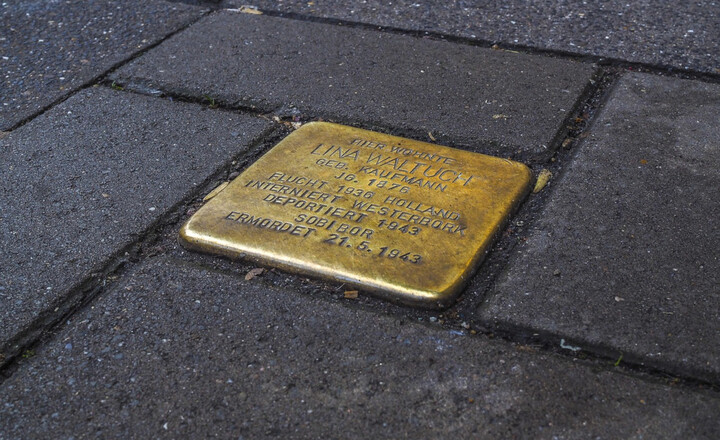 HIER WOHNTE
LINA WALTUCH
GEB. KAUFMANN
JG. 1876
FLUCHT 1936 HOLLAND
INTERNIERT WESTERBORK
DEPORTIERT 1943
SOBIBOR
ERMORDET 21.5.1943